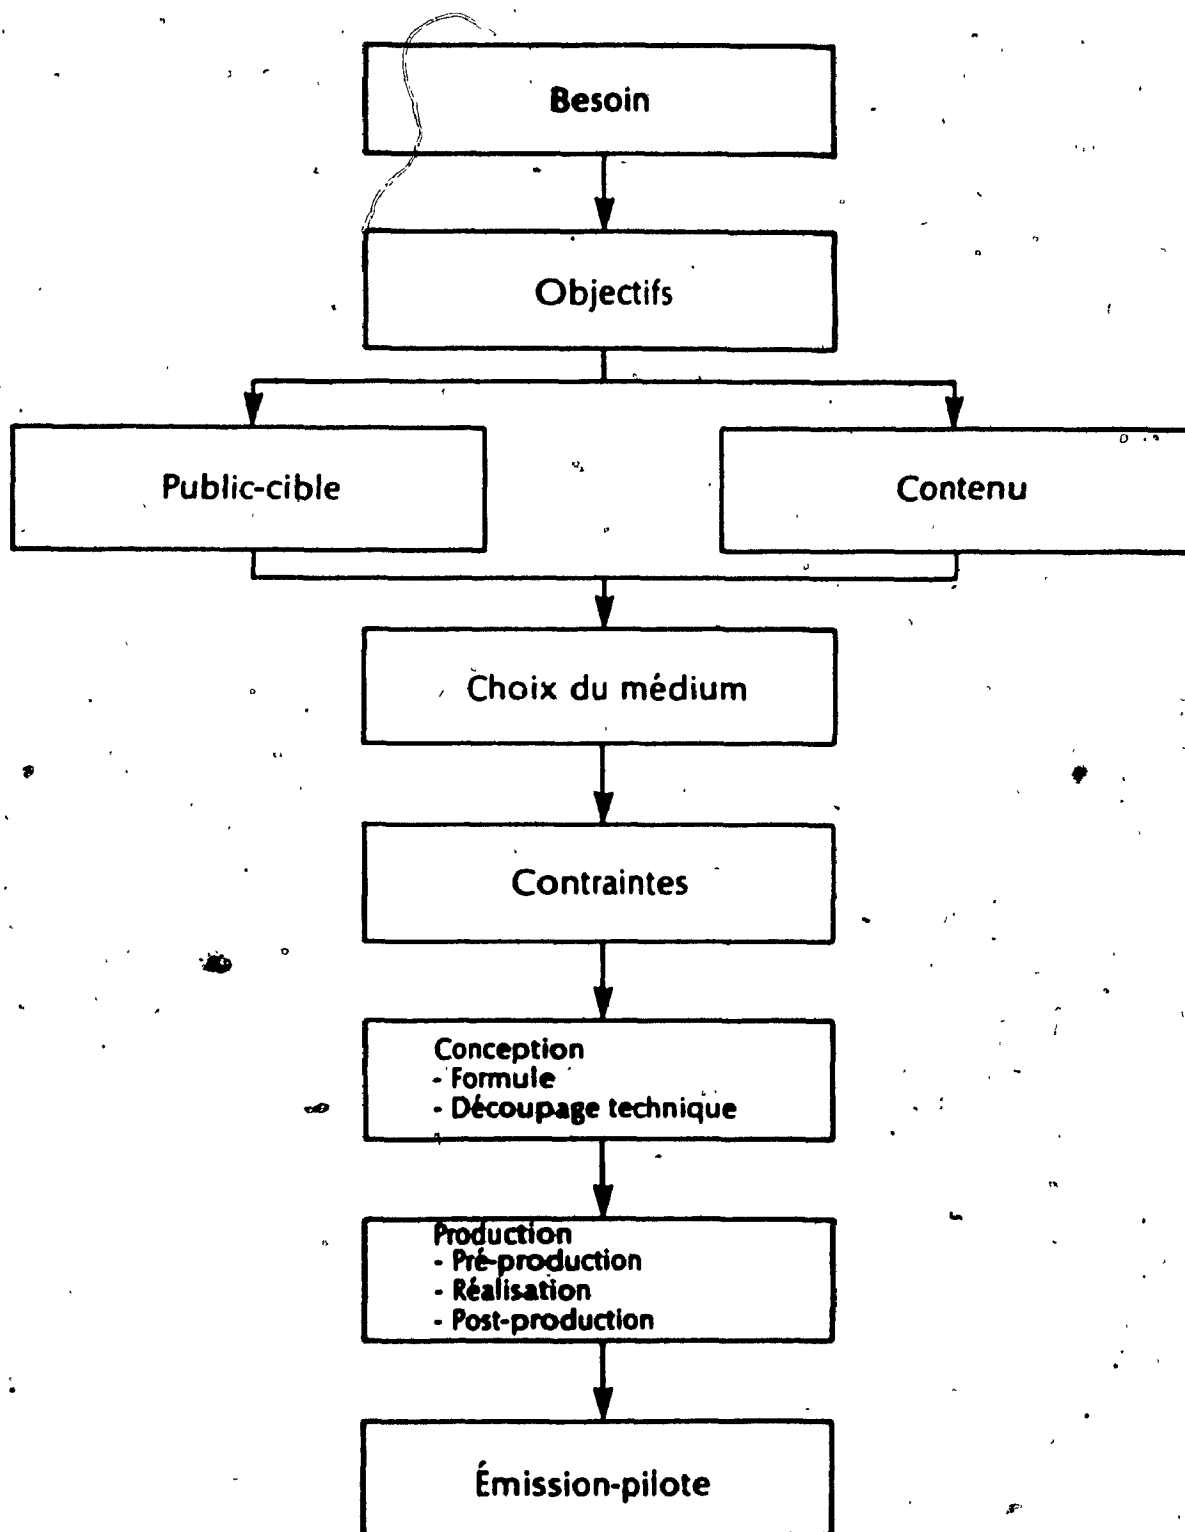 Besoin
Objectifs
Public-cible
Contenu
Choix du médium
Contraintes
Conception
- Formule
- Découpage technique
Production
- Pré-production
- Réalisation
- Post-production
Émission-pilote